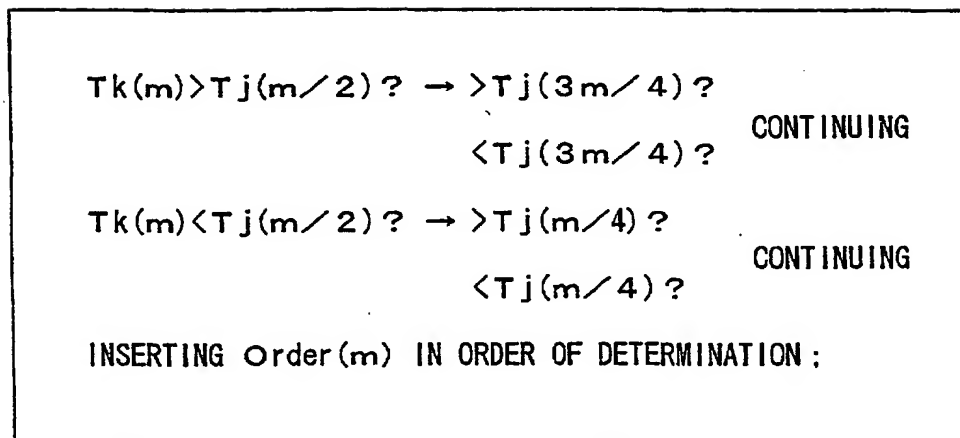 Tk(m)>Tj(m/2)? → >Tj(3m/4)?
CONTINUING
<Tj(3m/4)?
Tk(m)<Tj(m/2)? → >Tj(m/4)?
CONTINUING
<Tj(m/4)?
INSERTING Order(m) IN ORDER OF DETERMINATION;